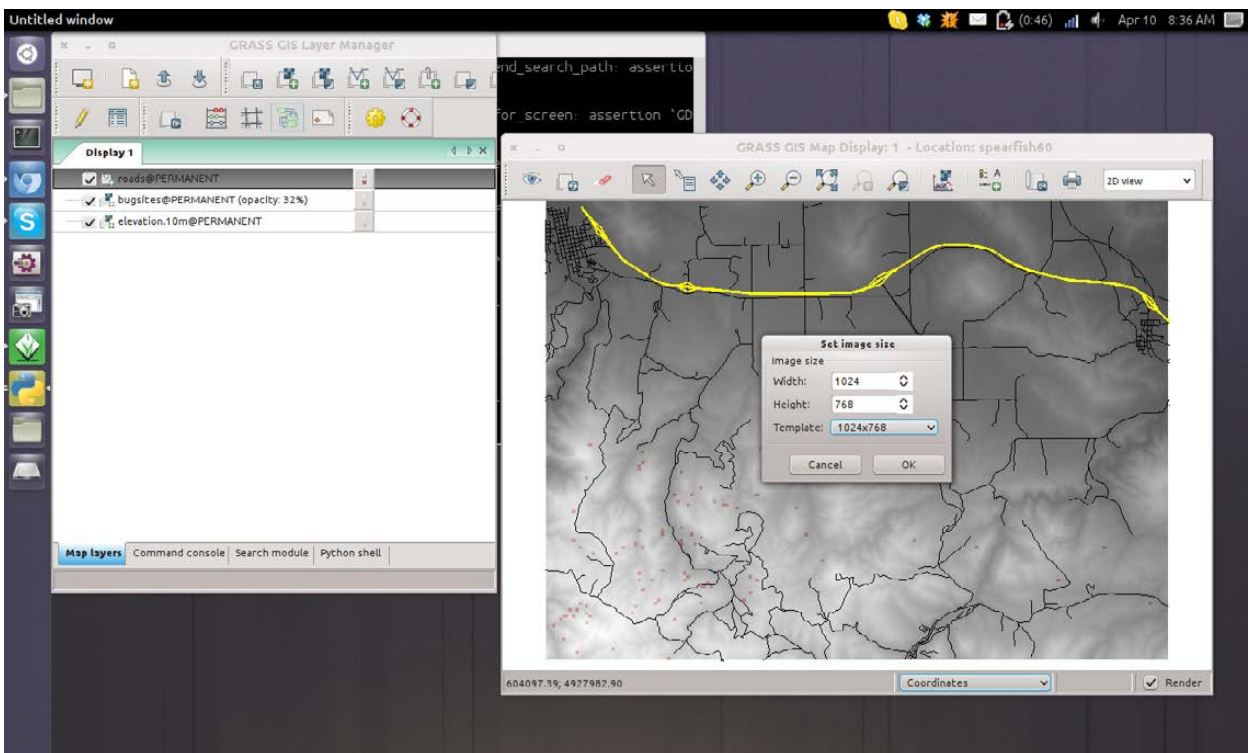 Untitled window
(0:46)
Apr 10 8:36 AM
GRASS GIS Layer Manager
Display 1
roads@PERMANENT
bugsites@PERMANENT (opacity: 32%)
elevation.10m@PERMANENT
Map layers
Command console
Search module
Python shell
end_search_path: assertio
for_screen: assertion `GD
GRASS GIS Map Display: 1 - Location: spearfish60
2D view
Set image size
Image size
Width: 1024
Height: 768
Template: 1024x768
Cancel
OK
604097.39; 4927982.90
Coordinates
Render